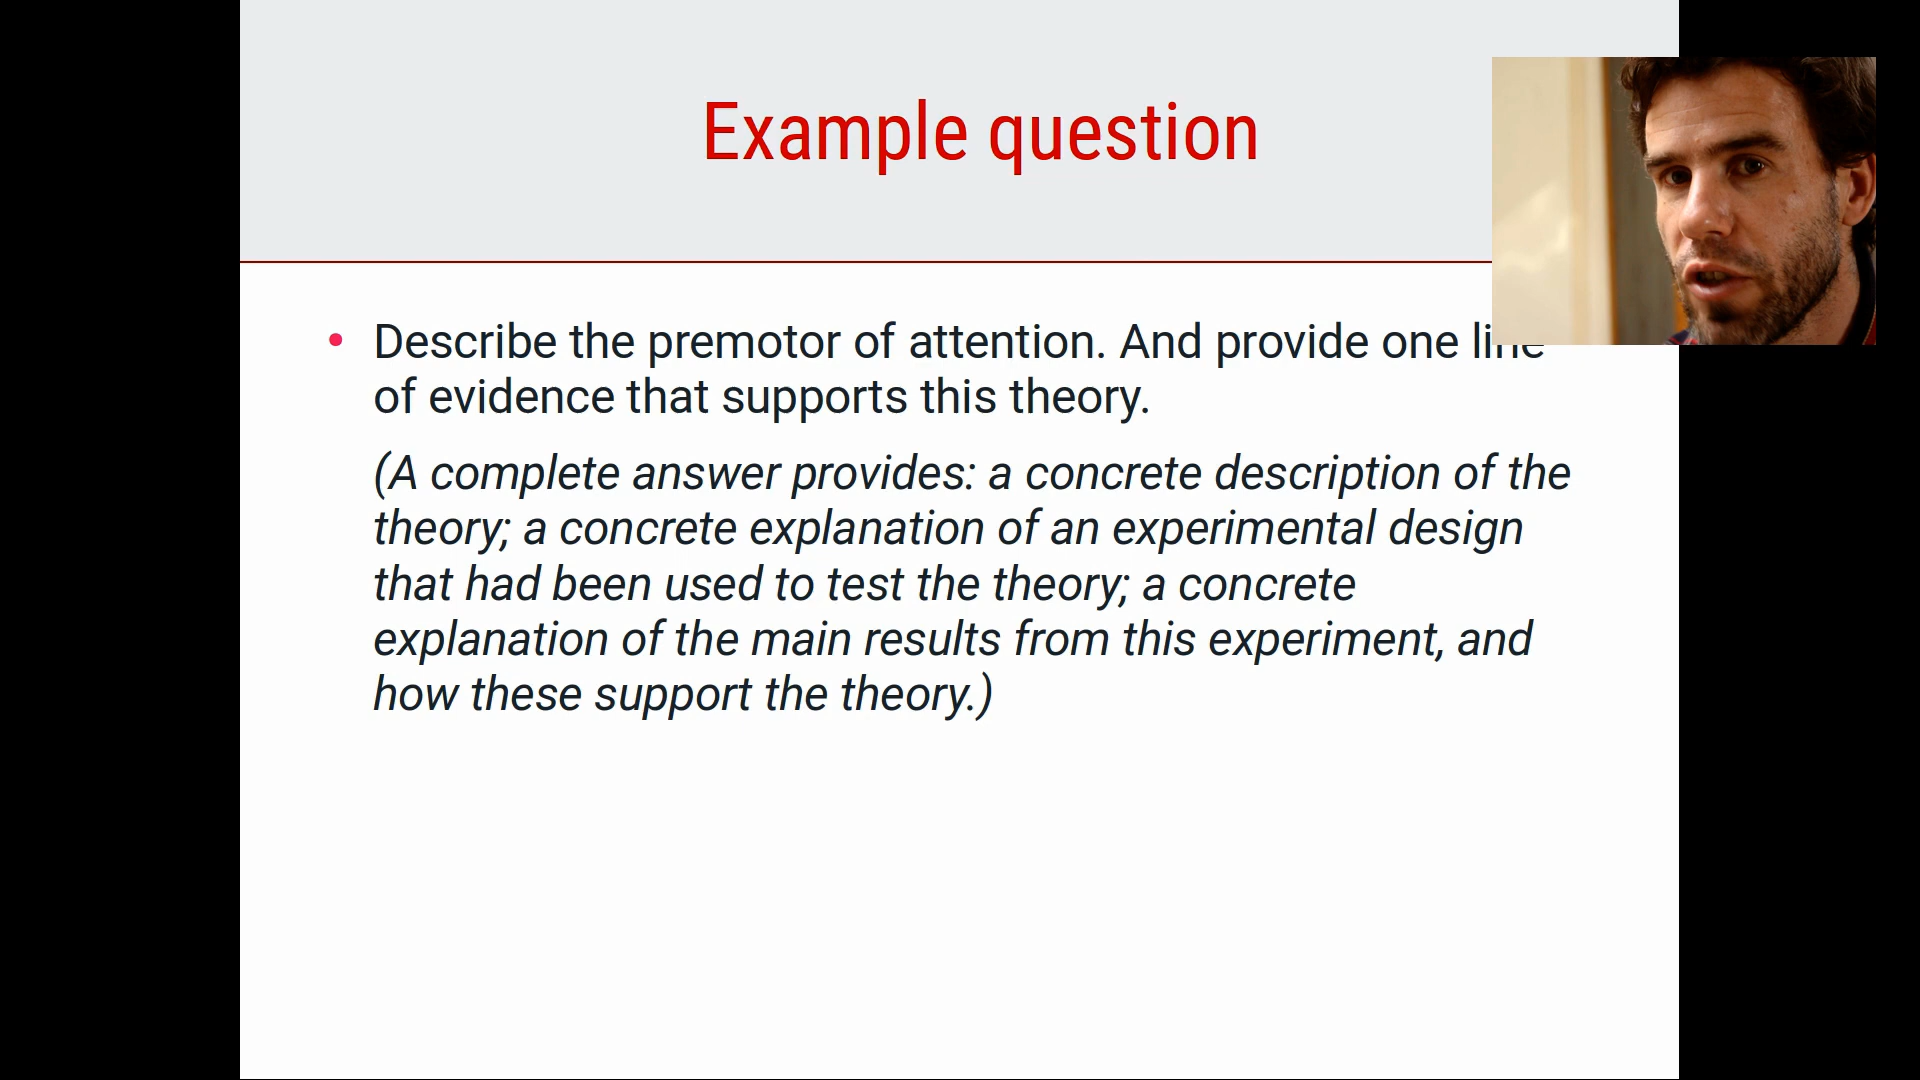 Example question
• Describe the premotor of attention. And provide one line
of evidence that supports this theory.
(A complete answer provides: a concrete description of the
theory; a concrete explanation of an experimental design
that had been used to test the theory; a concrete
explanation of the main results from this experiment, and
how these support the theory.)